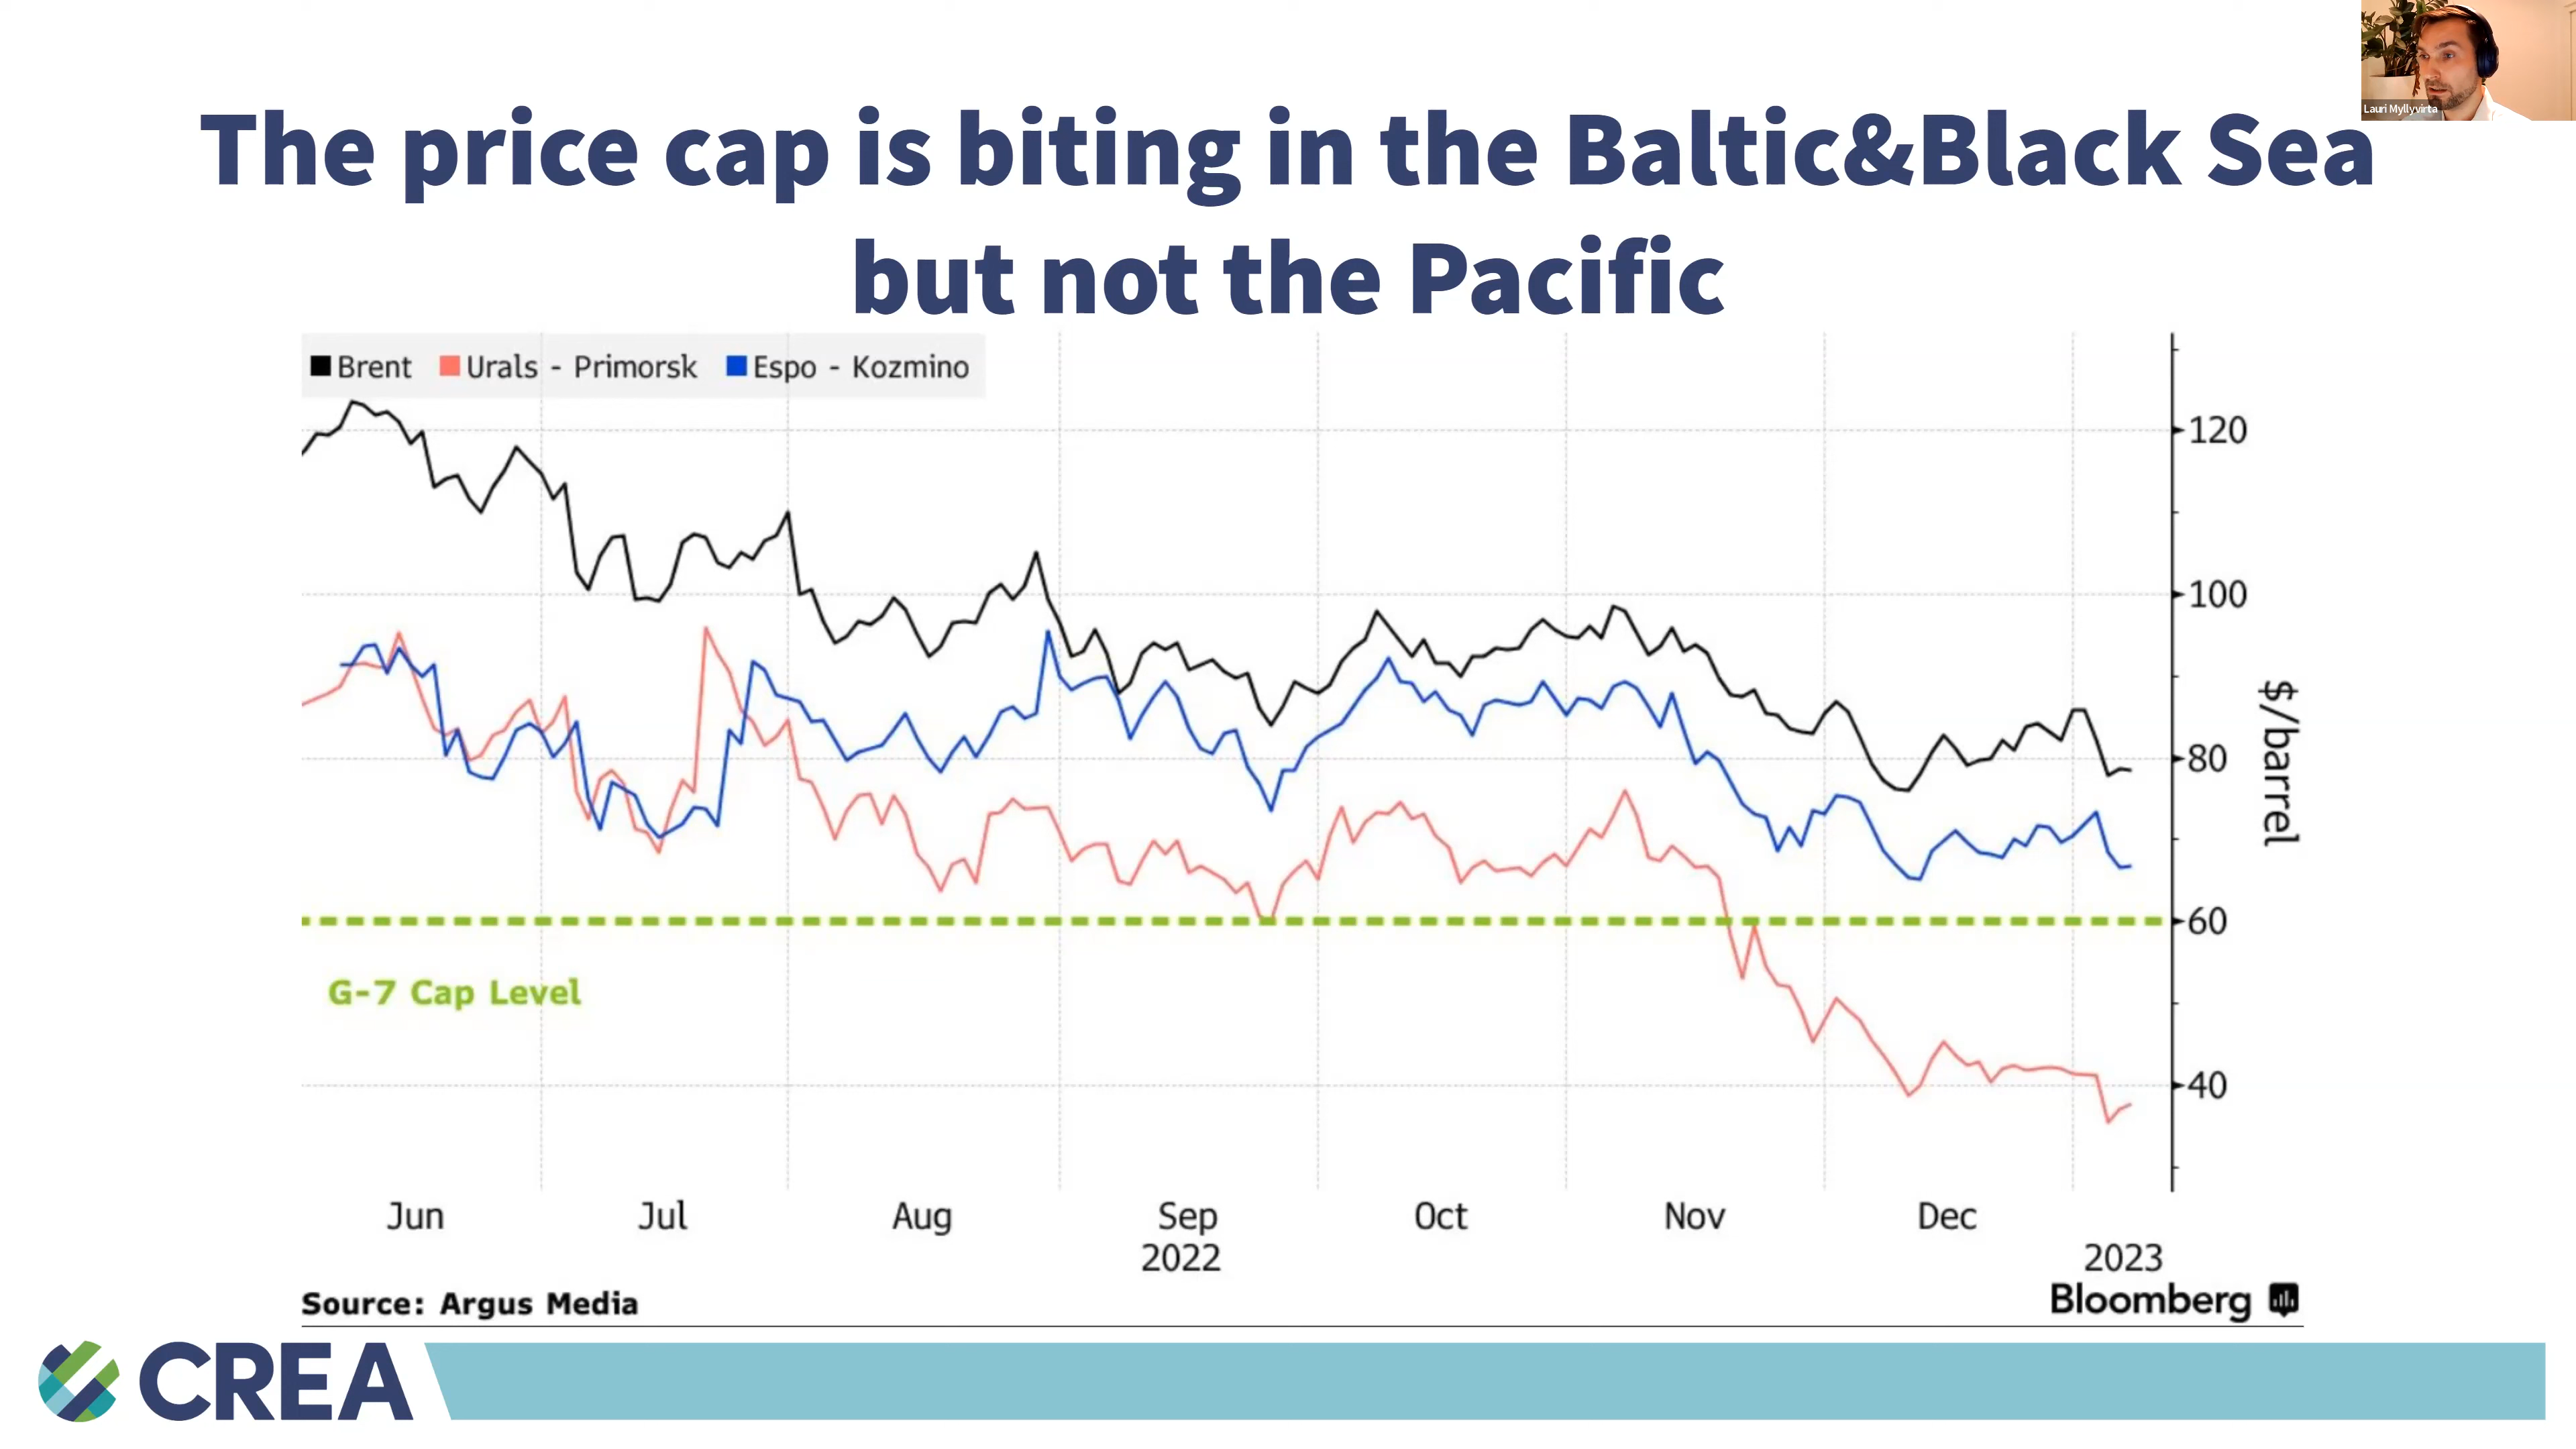 Lauri Myllyvirta
The price cap is biting in the Baltic&Black Sea
but not the Pacific
Brent Urals - Primorsk Espo - Kozmino
120
100
80
60
40
$/barrel
G-7 Cap Level
Jun Jul Aug Sep Oct Nov Dec
2022 2023
Source: Argus Media
Bloomberg
CREA